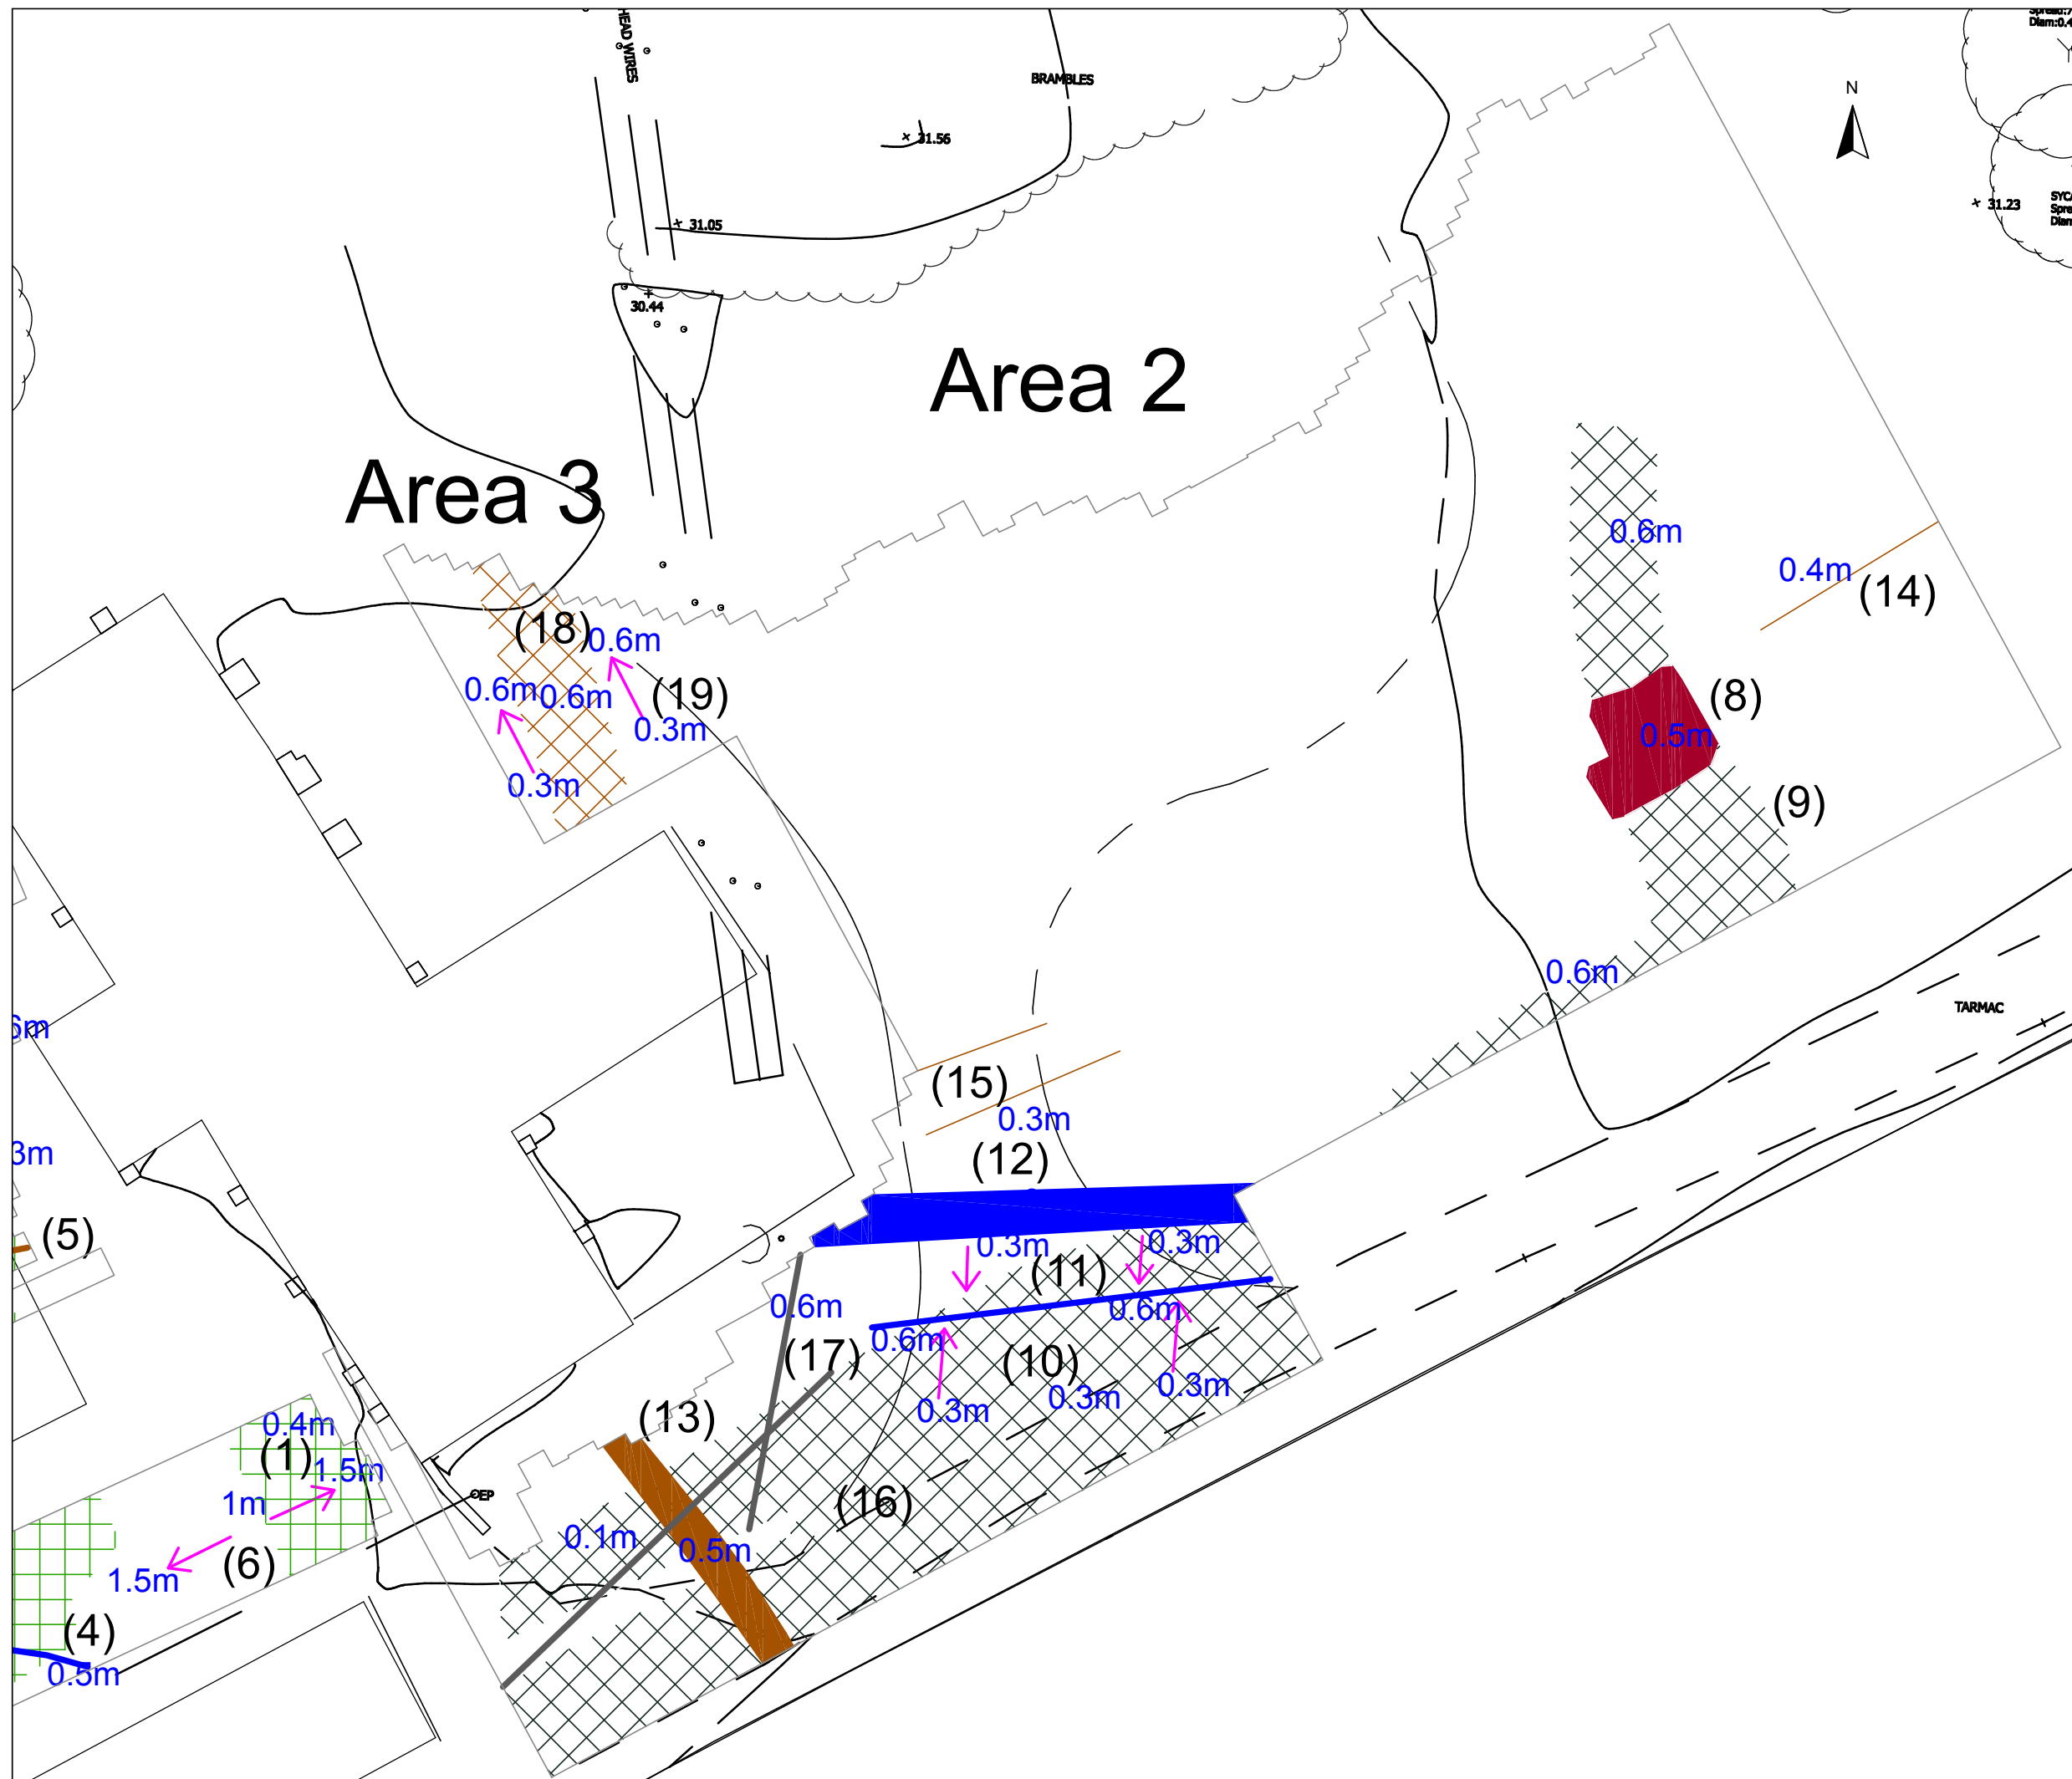 HEAD WIRES
BRAMBLES
Diam:0.4
N
31.56
31.23
31.05
30.44
Area 2
Area 3
0.6m
0.4m
(14)
(18)
0.6m
0.6m
0.6m
(19)
0.3m
0.3m
(8)
0.5m
(9)
0.6m
TARMAC
(15)
0.3m
(12)
(5)
0.3m
0.3m
(11)
0.6m
0.6m
0.6m
(17)
(10)
0.3m
0.3m
0.3m
(13)
0.4m
(1)
1.5m
1m
EP
(16)
0.1m
0.5m
(6)
1.5m
(4)
0.5m